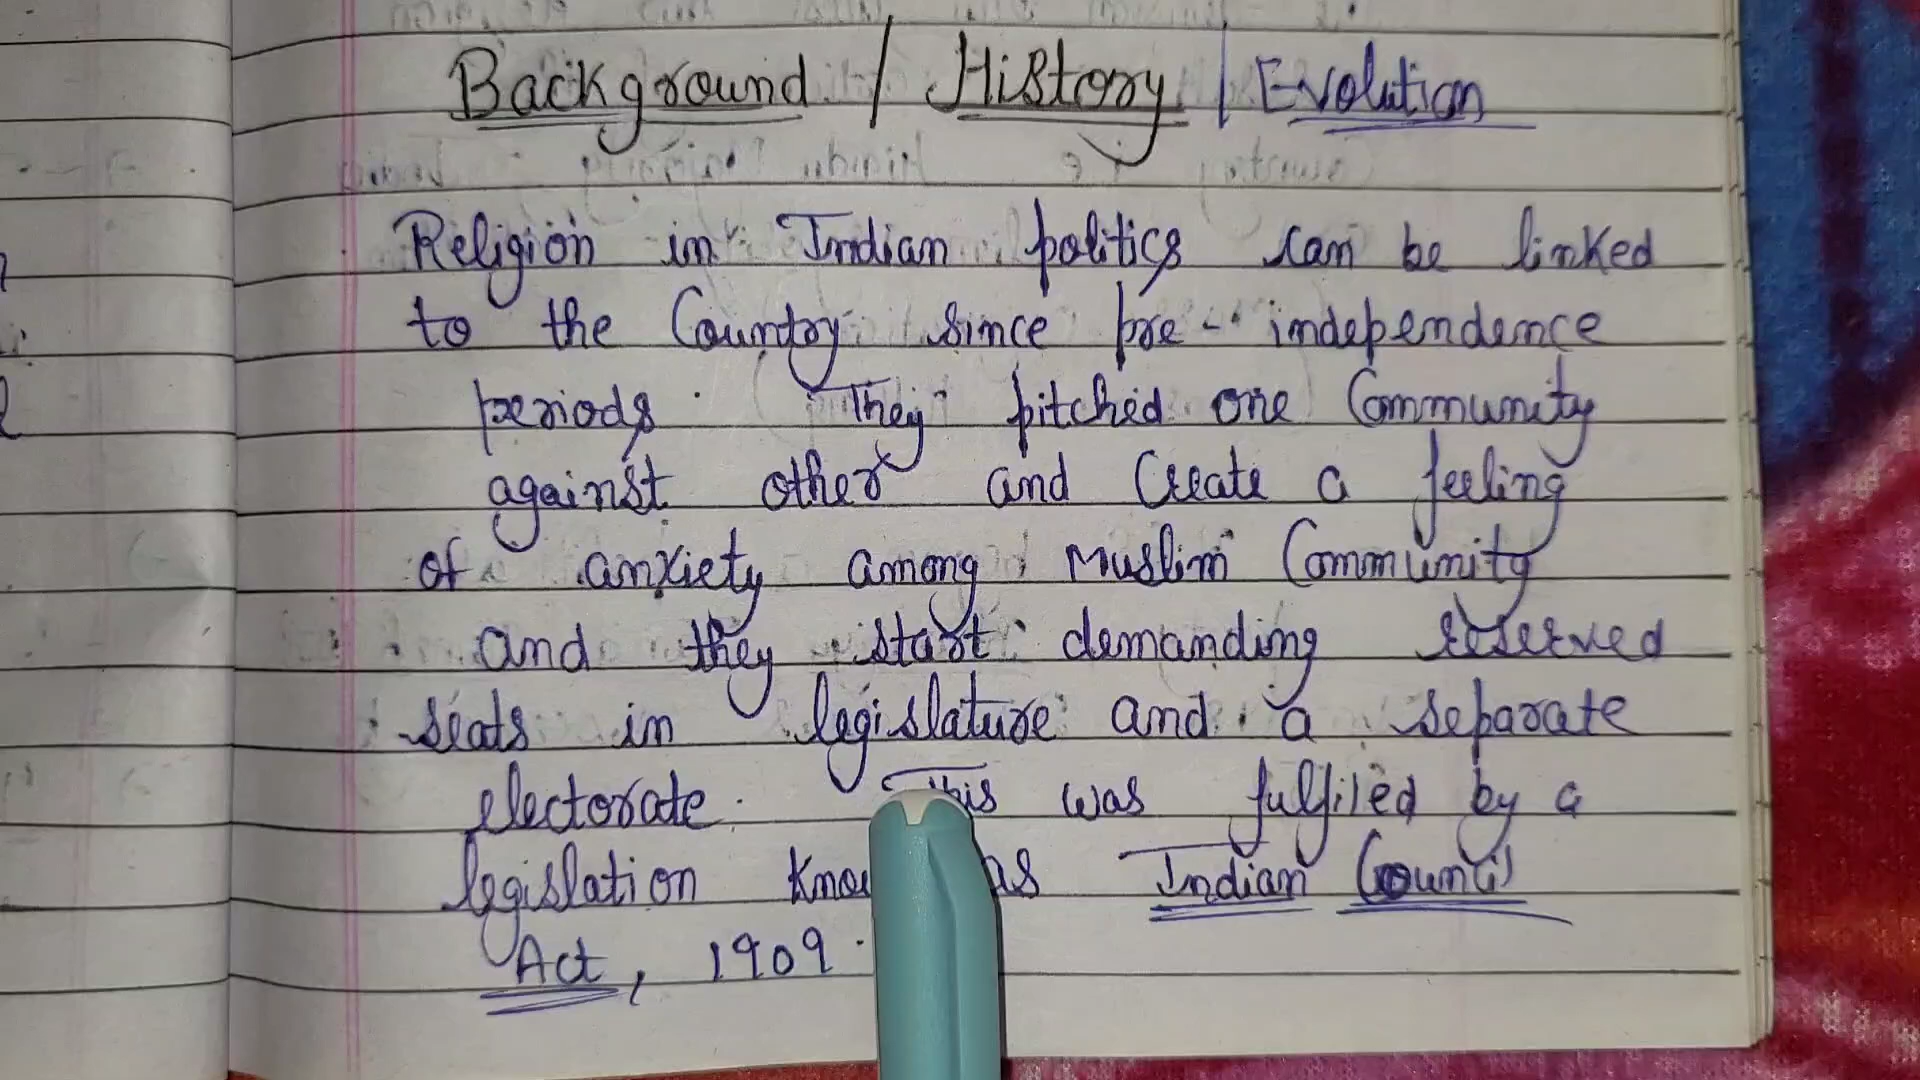 Background / History / Evolution
Religion in Indian politics can be linked
to the Country since pre - independence
periods. They pitched one Community
against other and Create a feeling
of anxiety among Muslim Community
and they start demanding reserved
seats in legislature and a separate
electorate. This was fulfiled by a
legislation as Indian Council
Act, 1909.